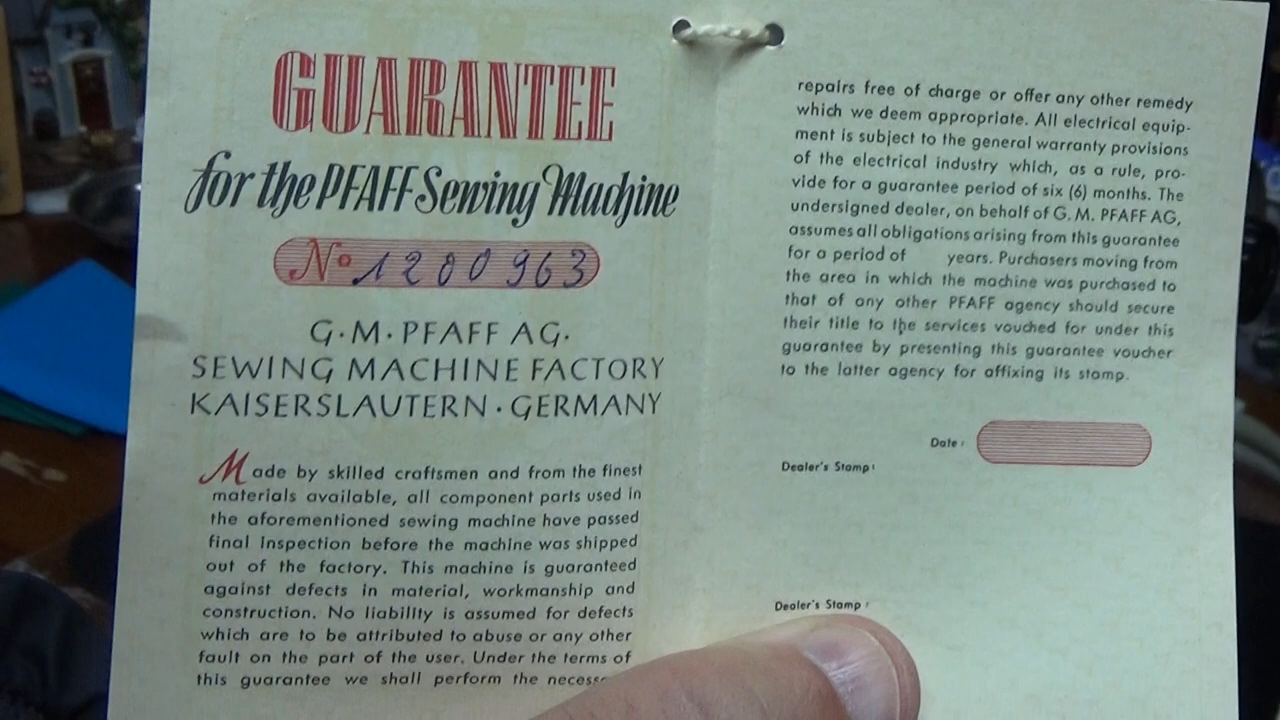 GUARANTEE
for the PFAFF Sewing Machine
No 1200963
G. M. PFAFF AG.
SEWING MACHINE FACTORY
KAISERSLAUTERN · GERMANY
Made by skilled craftsmen and from the finest
materials available, all component parts used in
the aforementioned sewing machine have passed
final inspection before the machine was shipped
out of the factory. This machine is guaranteed
against defects in material, workmanship and
construction. No liability is assumed for defects
which are to be attributed to abuse or any other
fault on the part of the user. Under the terms of
this guarantee we shall perform the
repairs free of charge or offer any other remedy
which we deem appropriate. All electrical equip-
ment is subject to the general warranty provisions
of the electrical industry which, as a rule, pro-
vide for a guarantee period of six (6) months. The
undersigned dealer, on behalf of G. M. PFAFF AG,
assumes all obligations arising from this guarantee
for a period of years. Purchasers moving from
the area in which the machine was purchased to
that of any other PFAFF agency should secure
their title to the services vouched for under this
guarantee by presenting this guarantee voucher
to the latter agency for affixing its stamp.
Date:
Dealer's Stamp:
Dealer's Stamp: